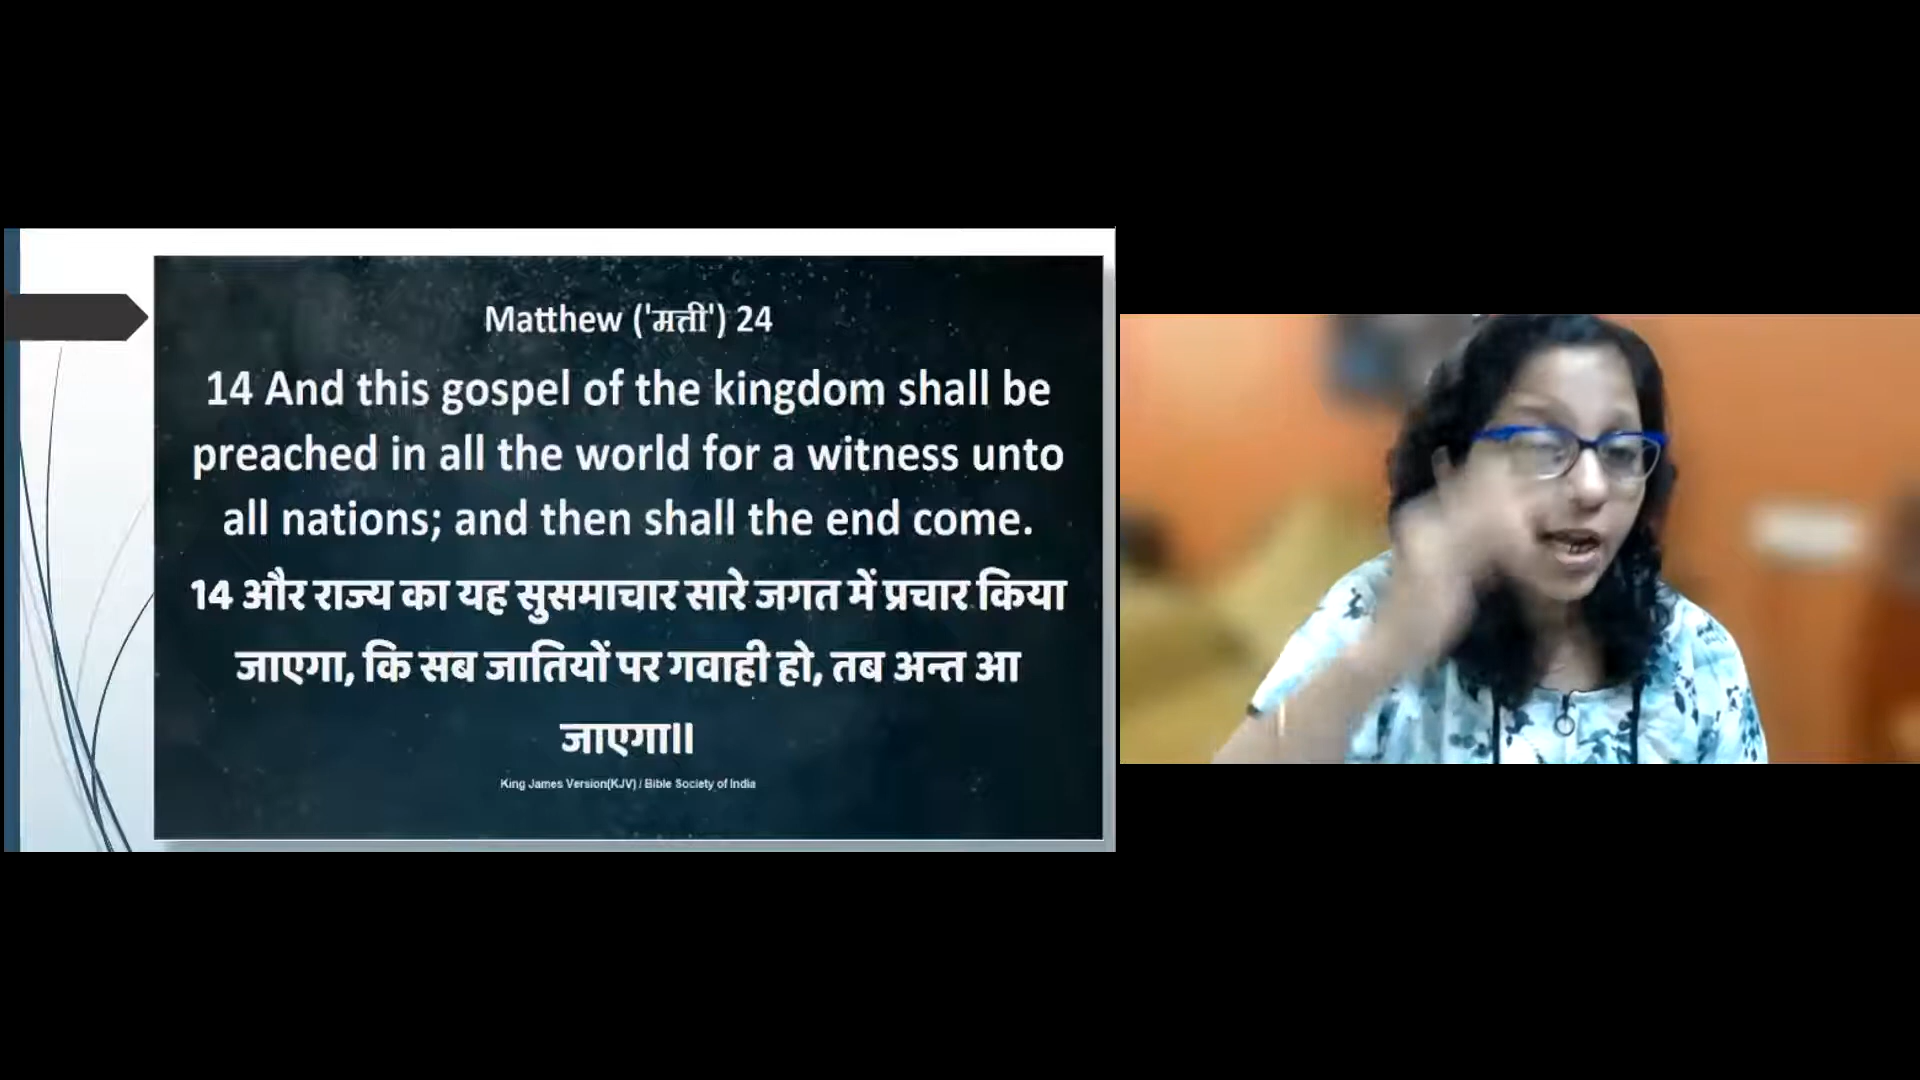 Matthew ('मत्ती') 24
14 And this gospel of the kingdom shall be
preached in all the world for a witness unto
all nations; and then shall the end come.
14 और राज्य का यह सुसमाचार सारे जगत में प्रचार किया
जाएगा, कि सब जातियों पर गवाही हो, तब अन्त आ
जाएगा॥
King James Version(KJV) / Bible Society of India